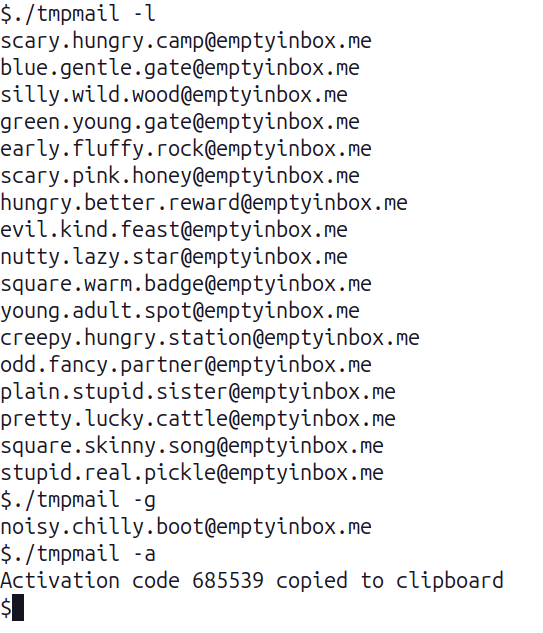 $./tmpmail -l
scary.hungry.camp@emptyinbox.me
blue.gentle.gate@emptyinbox.me
silly.wild.wood@emptyinbox.me
green.young.gate@emptyinbox.me
early.fluffy.rock@emptyinbox.me
scary.pink.honey@emptyinbox.me
hungry.better.reward@emptyinbox.me
evil.kind.feast@emptyinbox.me
nutty.lazy.star@emptyinbox.me
square.warm.badge@emptyinbox.me
young.adult.spot@emptyinbox.me
creepy.hungry.station@emptyinbox.me
odd.fancy.partner@emptyinbox.me
plain.stupid.sister@emptyinbox.me
pretty.lucky.cattle@emptyinbox.me
square.skinny.song@emptyinbox.me
stupid.real.pickle@emptyinbox.me
$./tmpmail -g
noisy.chilly.boot@emptyinbox.me
$./tmpmail -a
Activation code 685539 copied to clipboard
$